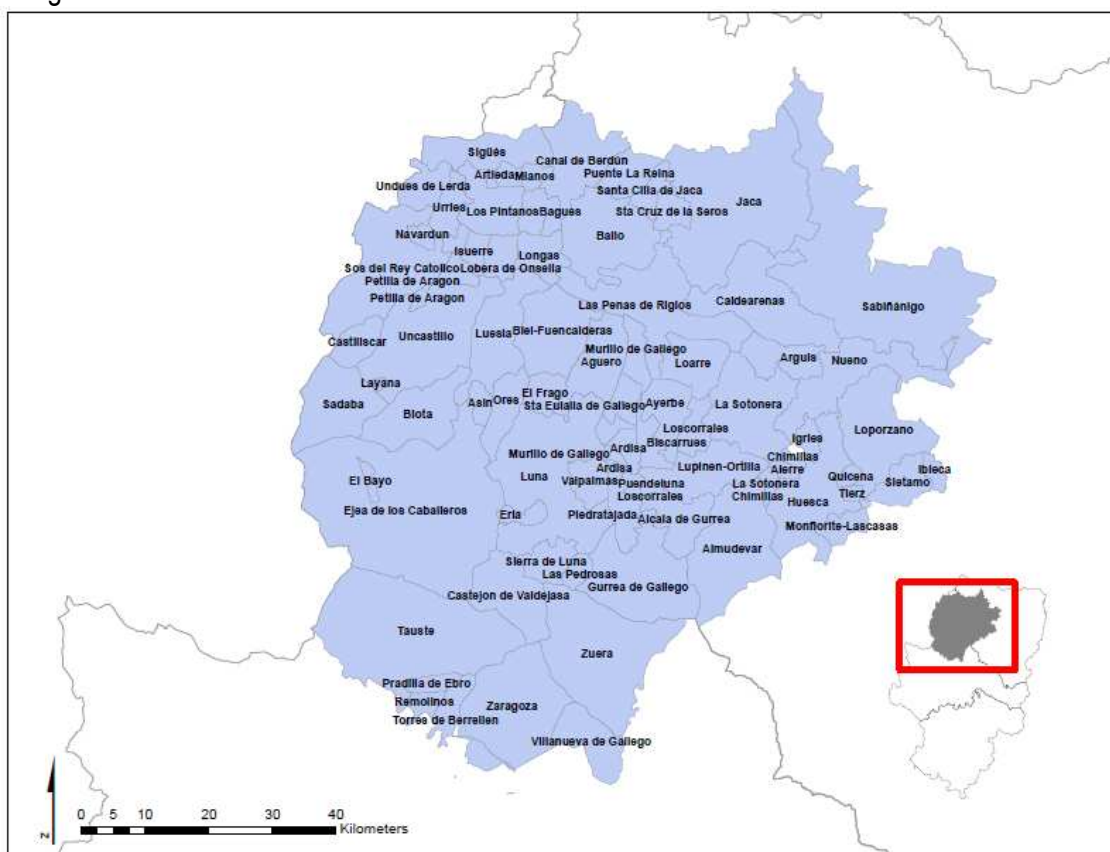 Sigüés
Canal de Berdún
Artieda Mianos
Puente La Reina
Undues de Lerda
Santa Cilia de Jaca
Jaca
Urries
Los Pintanos Bagues
Sta Cruz de la Seros
Navardun
Bailo
Isuerre
Longas
Sos del Rey Catolico Lobera de Onsella
Petilla de Aragon
Petilla de Aragon
Las Penas de Riglos
Caldearenas
Sabiñánigo
Castiliscar
Uncastillo
Luesia
Biel-Fuencalderas
Murillo de Gallego
Aguero
Loarre
Arguis
Nueno
Layana
Sadaba
Biota
Asin
Ores
El Frago
Sta Eulalia de Gallego
Ayerbe
La Sotonera
Loscorrales
Loporzano
Igries
Biscarrues
Ardisa
Murillo de Gallego
Chimillas
Alerre
Ardisa
Lupinen-Ortilla
Ibieca
Luna
Valpalmas
Puendeluna
La Sotonera
Quicena
Sietamo
El Bayo
Loscorrales
Chimillas
Huesca
Tierz
Ejea de los Caballeros
Erla
Piedratajada
Alcala de Gurrea
Monflorite-Lascasas
Almudevar
Sierra de Luna
Las Pedrosas
Gurrea de Gallego
Castejon de Valdejasa
Tauste
Zuera
Pradilla de Ebro
Remolinos
Zaragoza
Torres de Berrellen
Villanueva de Gallego
N
0 5 10 20 30 40
Kilometers